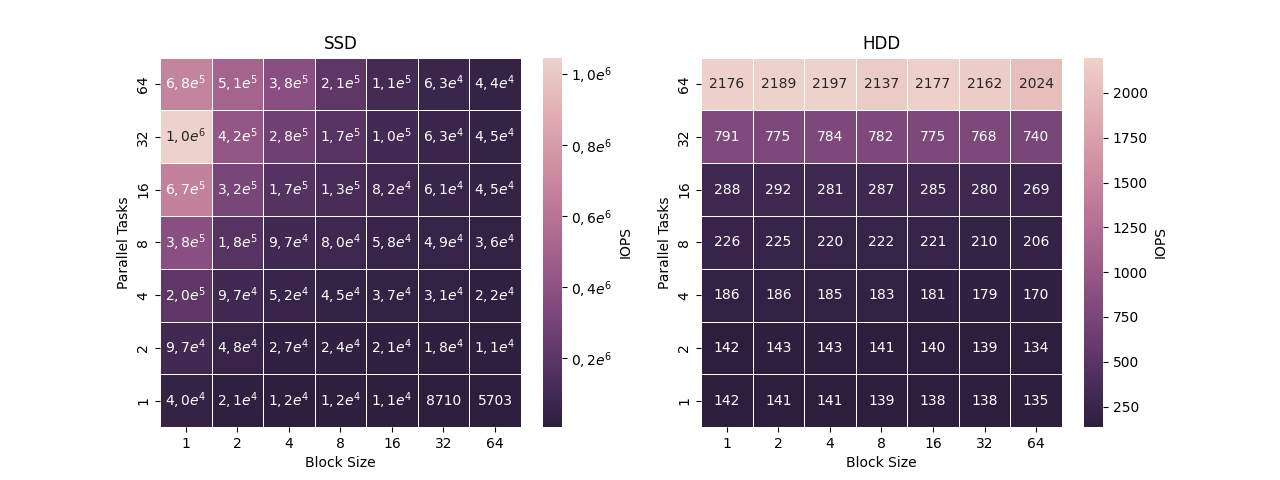 SSD
HDD
64 6,8e⁵ 5,1e⁵ 3,8e⁵ 2,1e⁵ 1,1e⁵ 6,3e⁴ 4,4e⁴
32 1,0e⁶ 4,2e⁵ 2,8e⁵ 1,7e⁵ 1,0e⁵ 6,3e⁴ 4,5e⁴
16 6,7e⁵ 3,2e⁵ 1,7e⁵ 1,3e⁵ 8,2e⁴ 6,1e⁴ 4,5e⁴
8 3,8e⁵ 1,8e⁵ 9,7e⁴ 8,0e⁴ 5,8e⁴ 4,9e⁴ 3,6e⁴
4 2,0e⁵ 9,7e⁴ 5,2e⁴ 4,5e⁴ 3,7e⁴ 3,1e⁴ 2,2e⁴
2 9,7e⁴ 4,8e⁴ 2,7e⁴ 2,4e⁴ 2,1e⁴ 1,8e⁴ 1,1e⁴
1 4,0e⁴ 2,1e⁴ 1,2e⁴ 1,2e⁴ 1,1e⁴ 8710 5703
1 2 4 8 16 32 64
Block Size
Parallel Tasks
1,0e⁶
0,8e⁶
0,6e⁶
0,4e⁶
0,2e⁶
IOPS
64 2176 2189 2197 2137 2177 2162 2024
32 791 775 784 782 775 768 740
16 288 292 281 287 285 280 269
8 226 225 220 222 221 210 206
4 186 186 185 183 181 179 170
2 142 143 143 141 140 139 134
1 142 141 141 139 138 138 135
1 2 4 8 16 32 64
Block Size
Parallel Tasks
2000
1750
1500
1250
1000
750
500
250
IOPS